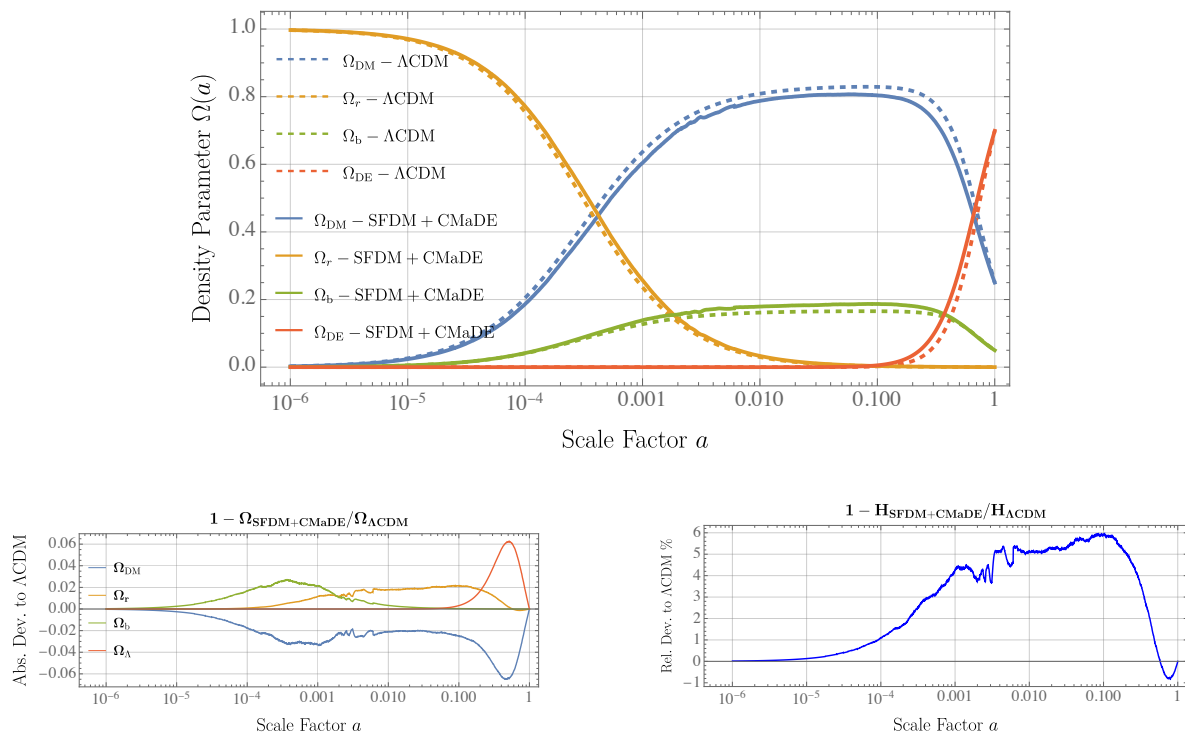 1.0
0.8
0.6
0.4
0.2
0.0
Density Parameter Ω(a)
Ω_DM − ΛCDM
Ω_r − ΛCDM
Ω_b − ΛCDM
Ω_DE − ΛCDM
Ω_DM − SFDM + CMaDE
Ω_r − SFDM + CMaDE
Ω_b − SFDM + CMaDE
Ω_DE − SFDM + CMaDE
10⁻⁶ 10⁻⁵ 10⁻⁴ 0.001 0.010 0.100 1
Scale Factor a
1 − Ω_SFDM+CMaDE/Ω_ΛCDM
Abs. Dev. to ΛCDM
0.06
0.04
0.02
0.00
−0.02
−0.04
−0.06
Ω_DM
Ω_r
Ω_b
Ω_Λ
10⁻⁶ 10⁻⁵ 10⁻⁴ 0.001 0.010 0.100 1
Scale Factor a
1 − H_SFDM+CMaDE/H_ΛCDM
Rel. Dev. to ΛCDM %
6
5
4
3
2
1
0
−1
10⁻⁶ 10⁻⁵ 10⁻⁴ 0.001 0.010 0.100 1
Scale Factor a